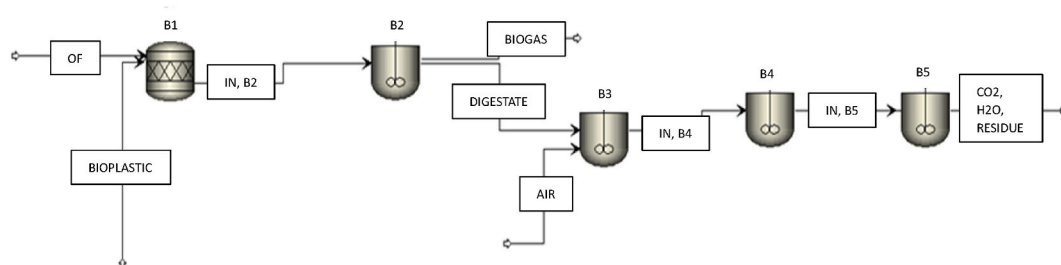 B1
B2
BIOGAS
OF
IN, B2
DIGESTATE
B3
B4
B5
IN, B4
IN, B5
CO2,
H2O,
RESIDUE
BIOPLASTIC
AIR